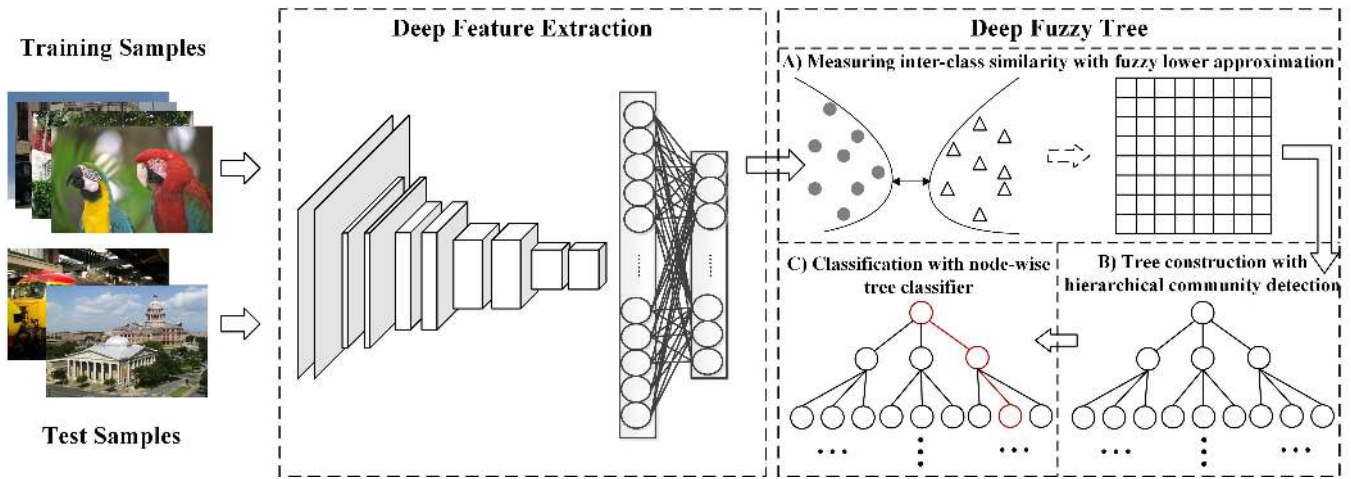 Training Samples
Test Samples
Deep Feature Extraction
Deep Fuzzy Tree
A) Measuring inter-class similarity with fuzzy lower approximation
B) Tree construction with
hierarchical community detection
C) Classification with node-wise
tree classifier